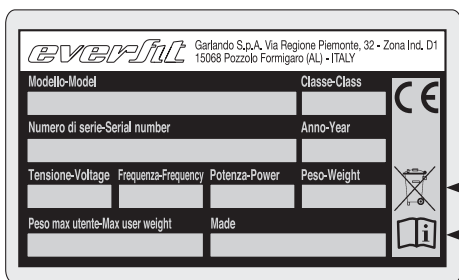 everfit Garlando S.p.A. Via Regione Piemonte, 32 - Zona Ind. D1
15068 Pozzolo Formigaro (AL) - ITALY
Modello-Model Classe-Class
CE
Numero di serie-Serial number Anno-Year
Tensione-Voltage Frequenza-Frequency Potenza-Power Peso-Weight
Peso max utente-Max user weight Made
i